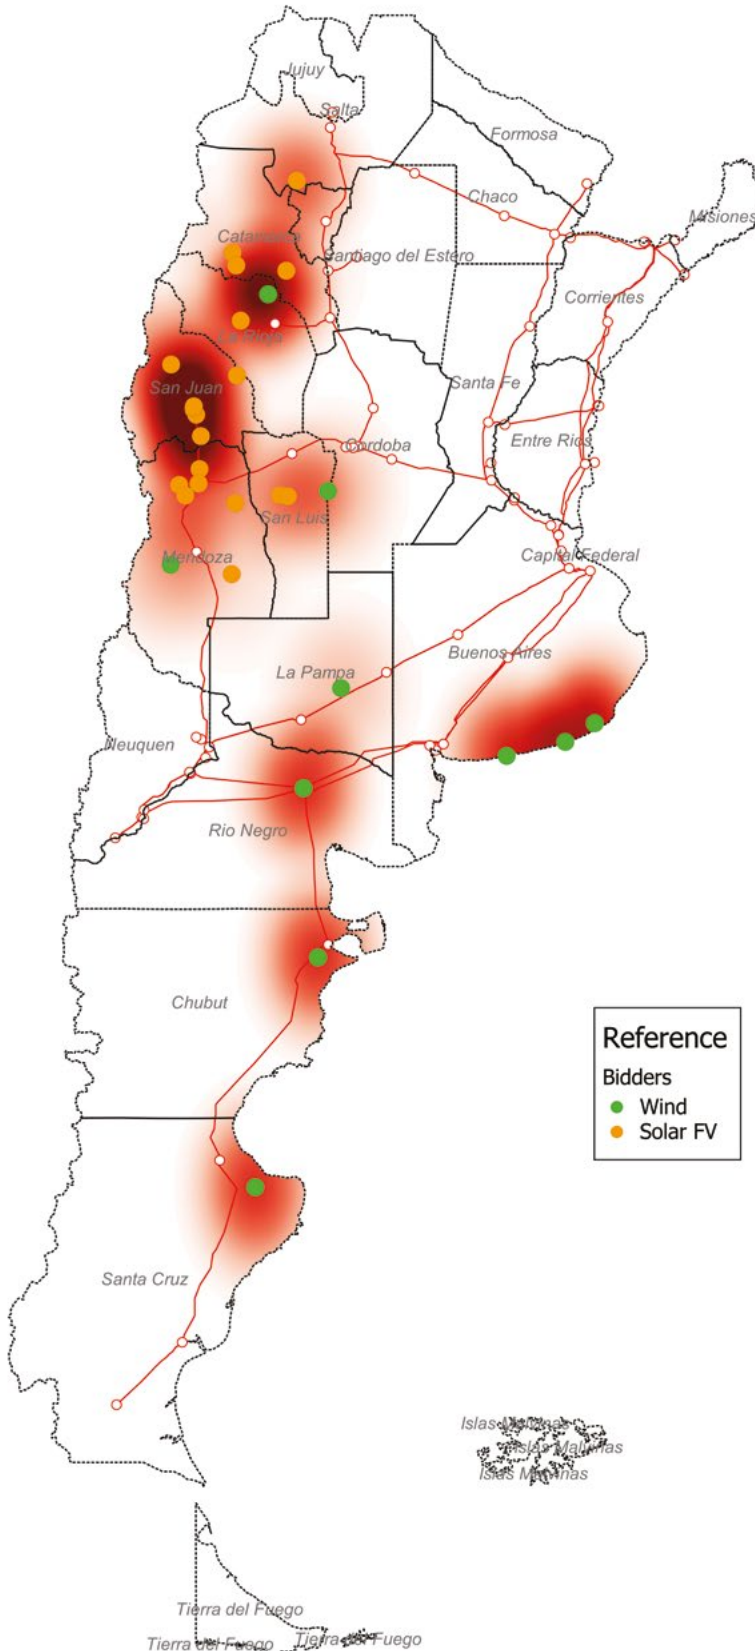 Jujuy
Salta
Formosa
Chaco
Misiones
Catamarca
Santiago del Estero
Corrientes
La Rioja
San Juan
Santa Fe
Cordoba
Entre Rios
San Luis
Mendoza
Capital Federal
Buenos Aires
La Pampa
Neuquen
Rio Negro
Chubut
Reference
Bidders
Wind
Solar FV
Santa Cruz
Islas Malvinas
Islas Malvinas
Islas Malvinas
Tierra del Fuego
Tierra del Fuego
Tierra del Fuego